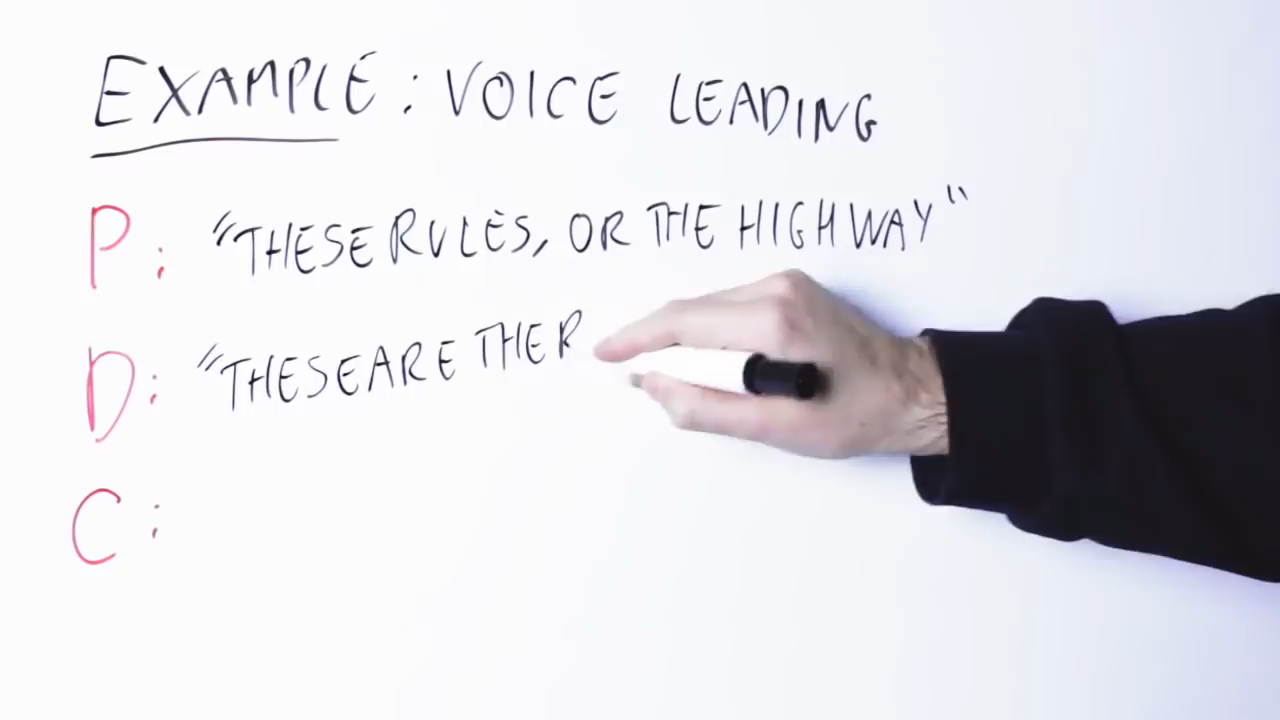 EXAMPLE: VOICE LEADING
P: "THESE RULES, OR THE HIGHWAY"
D: "THESE ARE THE R
C: